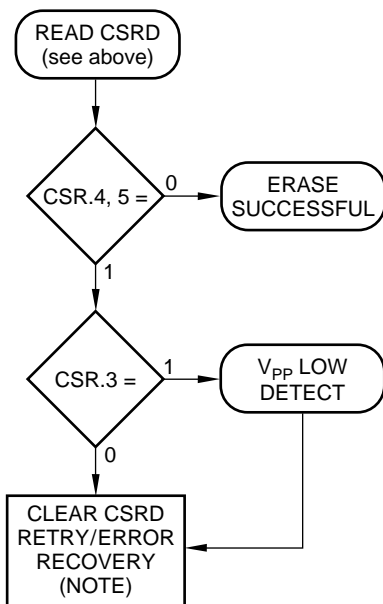 READ CSRD
(see above)
CSR.4, 5 =
0
ERASE
SUCCESSFUL
1
CSR.3 =
1
VPP LOW
DETECT
0
CLEAR CSRD
RETRY/ERROR
RECOVERY
(NOTE)